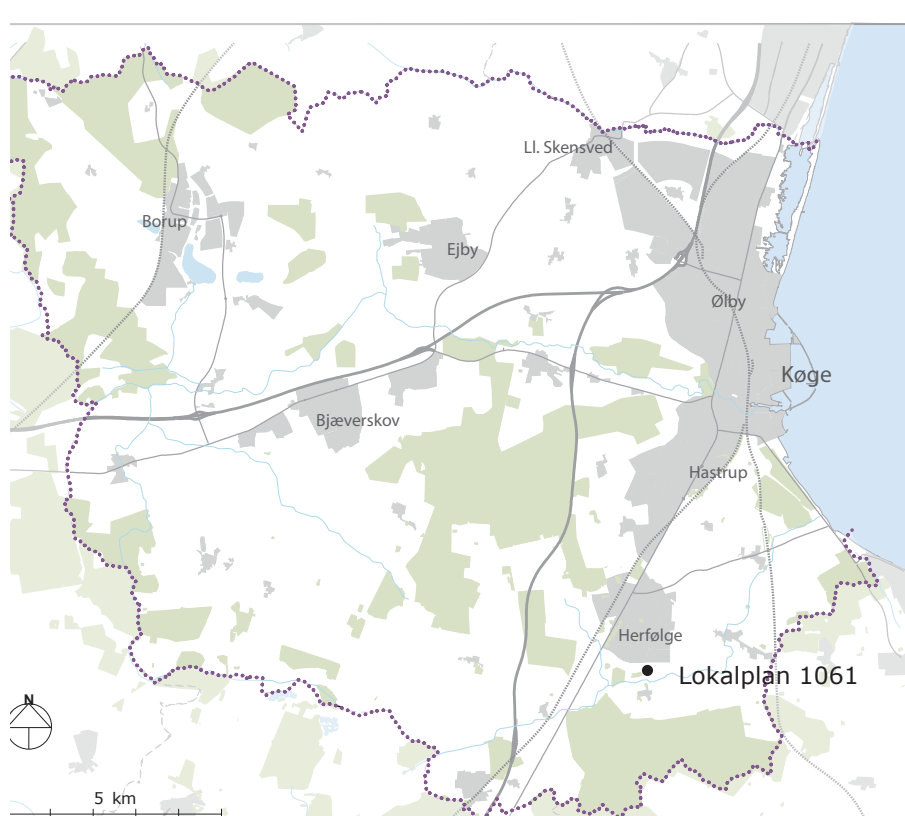 Ll. Skensved
Borup
Ejby
Ølby
Køge
Bjæverskov
Hastrup
Herfølge
Lokalplan 1061
N
5 km